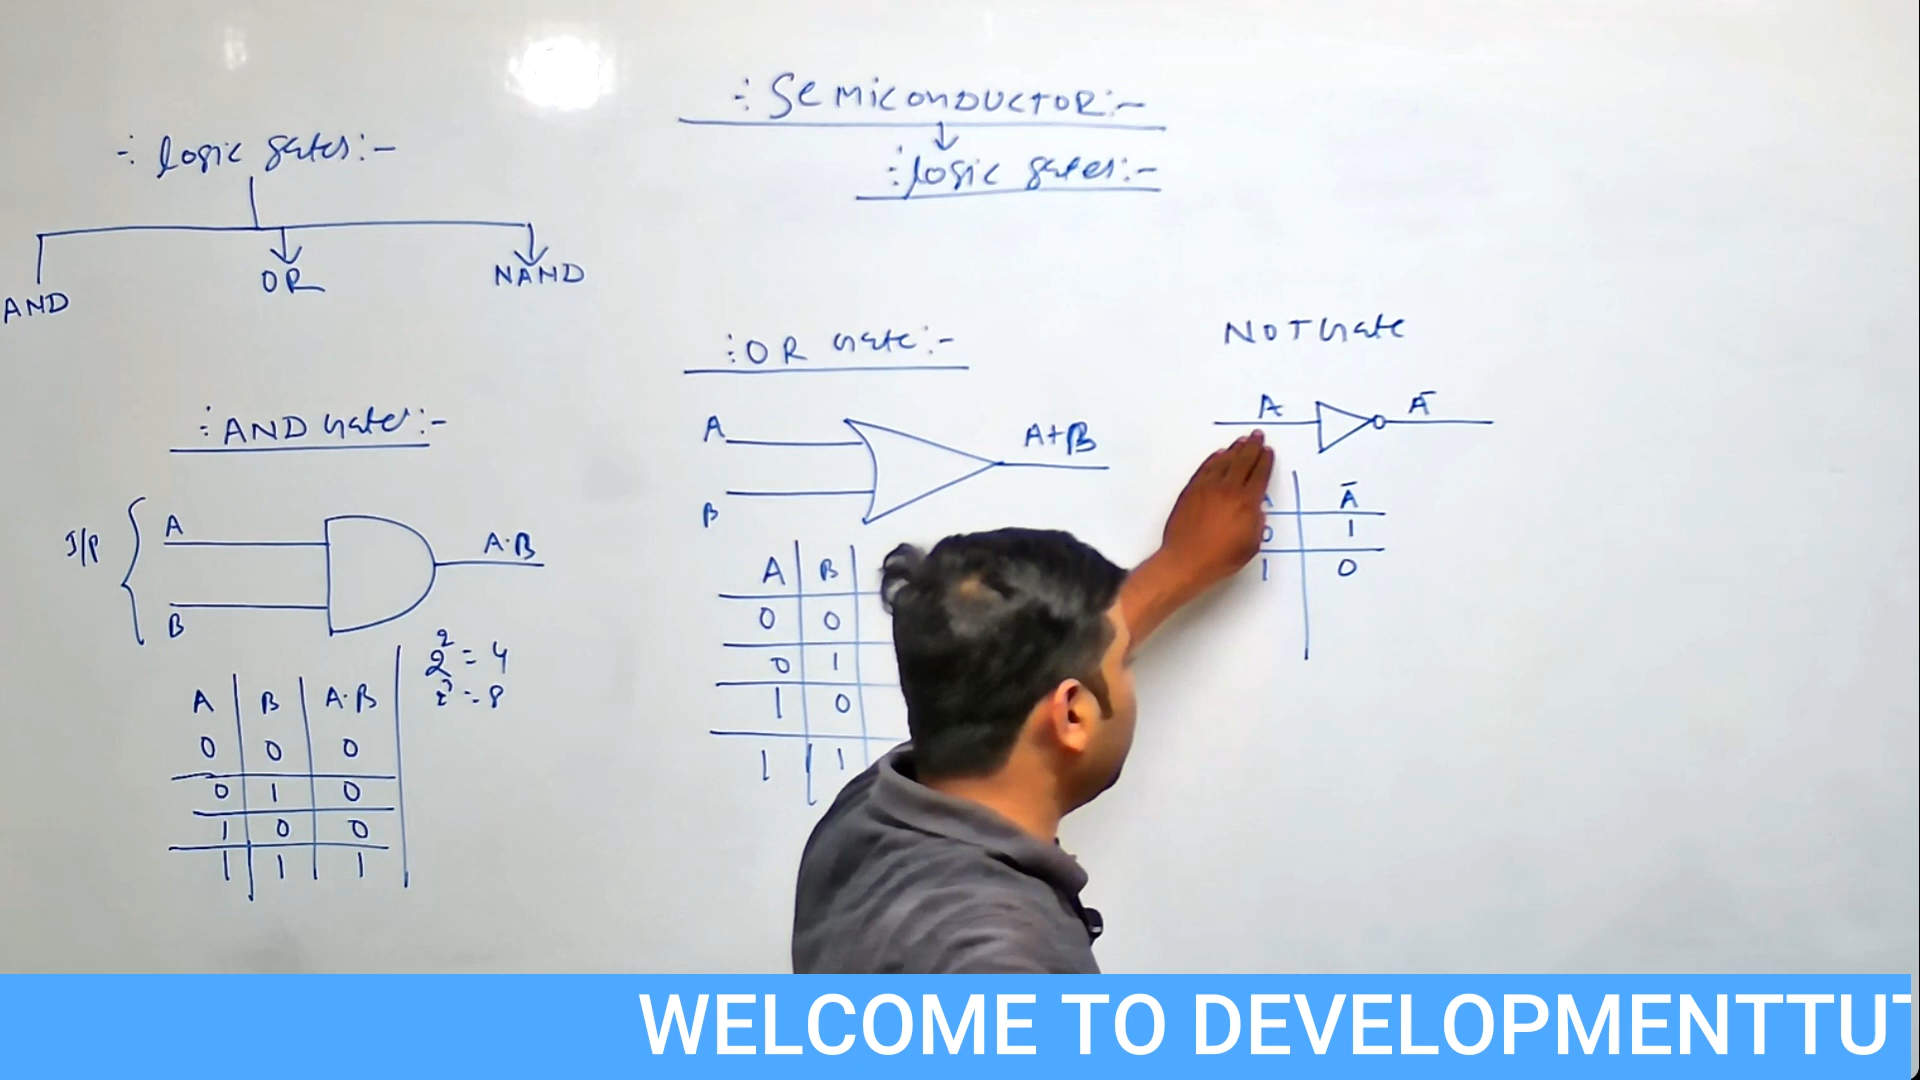 :SEMICONDUCTOR:-
:logic gates:-
-: logic gates:-
AND
OR
NAND
:AND Gate:-
I/P
A
B
A·B
2² = 4
2³ = 8
A B A·B
0 0 0
0 1 0
1 0 0
1 1 1
:OR Gate:-
A
B
A+B
A B
0 0
0 1
1 0
1 1
NOT Gate
A
Ā
A Ā
0 1
1 0
WELCOME TO DEVELOPMENTTUT